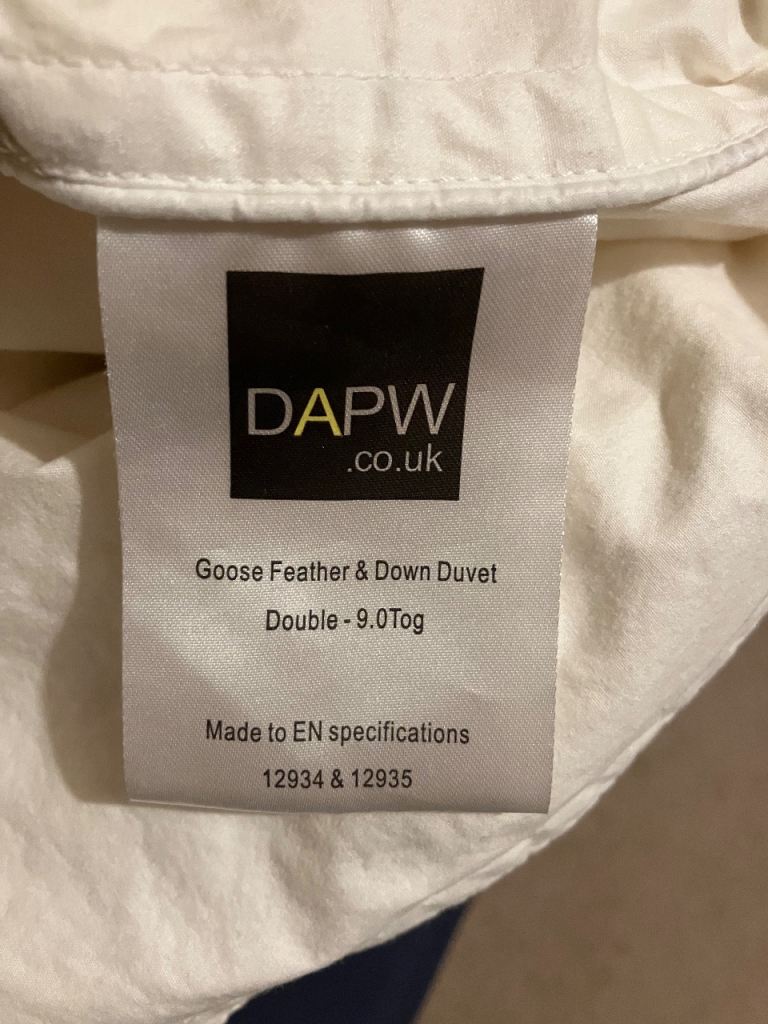 DAPW
.co.uk
Goose Feather & Down Duvet
Double - 9.0Tog
Made to EN specifications
12934 & 12935